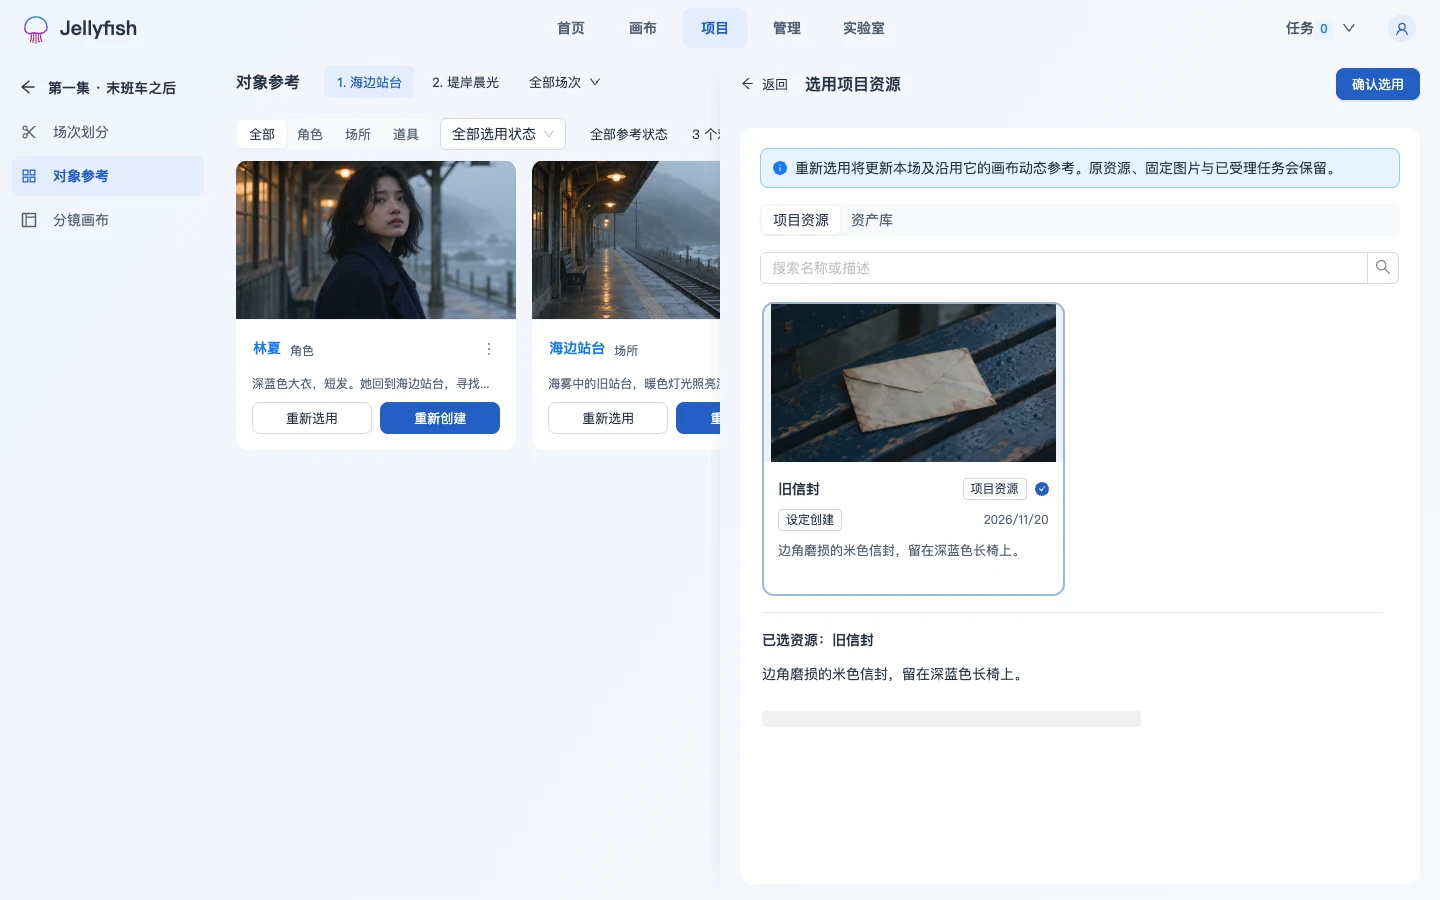 Jellyfish
首页
画布
项目
管理
实验室
任务 0
第一集 · 末班车之后
场次划分
对象参考
分镜画布
对象参考
1. 海边站台
2. 堤岸晨光
全部场次
全部
角色
场所
道具
全部选用状态
全部参考状态
3 个
林夏 角色
深蓝色大衣，短发。她回到海边站台，寻找...
重新选用
重新创建
海边站台 场所
海雾中的旧站台，暖色灯光照亮
重新选用
重
返回
选用项目资源
确认选用
重新选用将更新本场及沿用它的画布动态参考。原资源、固定图片与已受理任务会保留。
项目资源
资产库
搜索名称或描述
旧信封
项目资源
设定创建
2026/11/20
边角磨损的米色信封，留在深蓝色长椅上。
已选资源：旧信封
边角磨损的米色信封，留在深蓝色长椅上。